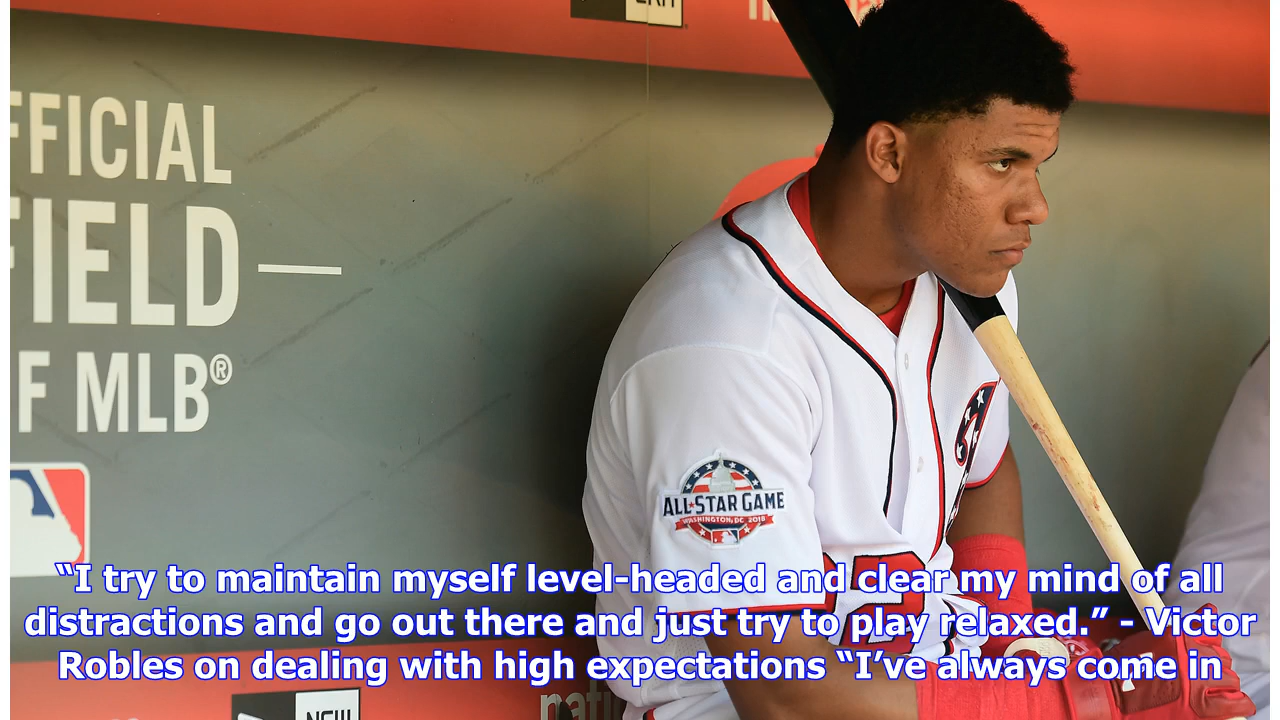 FFICIAL
FIELD —
F MLB®
ALL★STAR GAME
WASHINGTON, DC 2018
“I try to maintain myself level-headed and clear my mind of all
distractions and go out there and just try to play relaxed.” - Victor
Robles on dealing with high expectations “I’ve always come in
NEW
nati